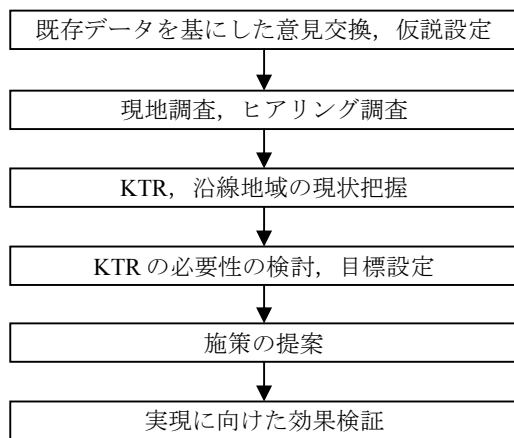 既存データを基にした意見交換，仮説設定
現地調査，ヒアリング調査
KTR，沿線地域の現状把握
KTR の必要性の検討，目標設定
施策の提案
実現に向けた効果検証